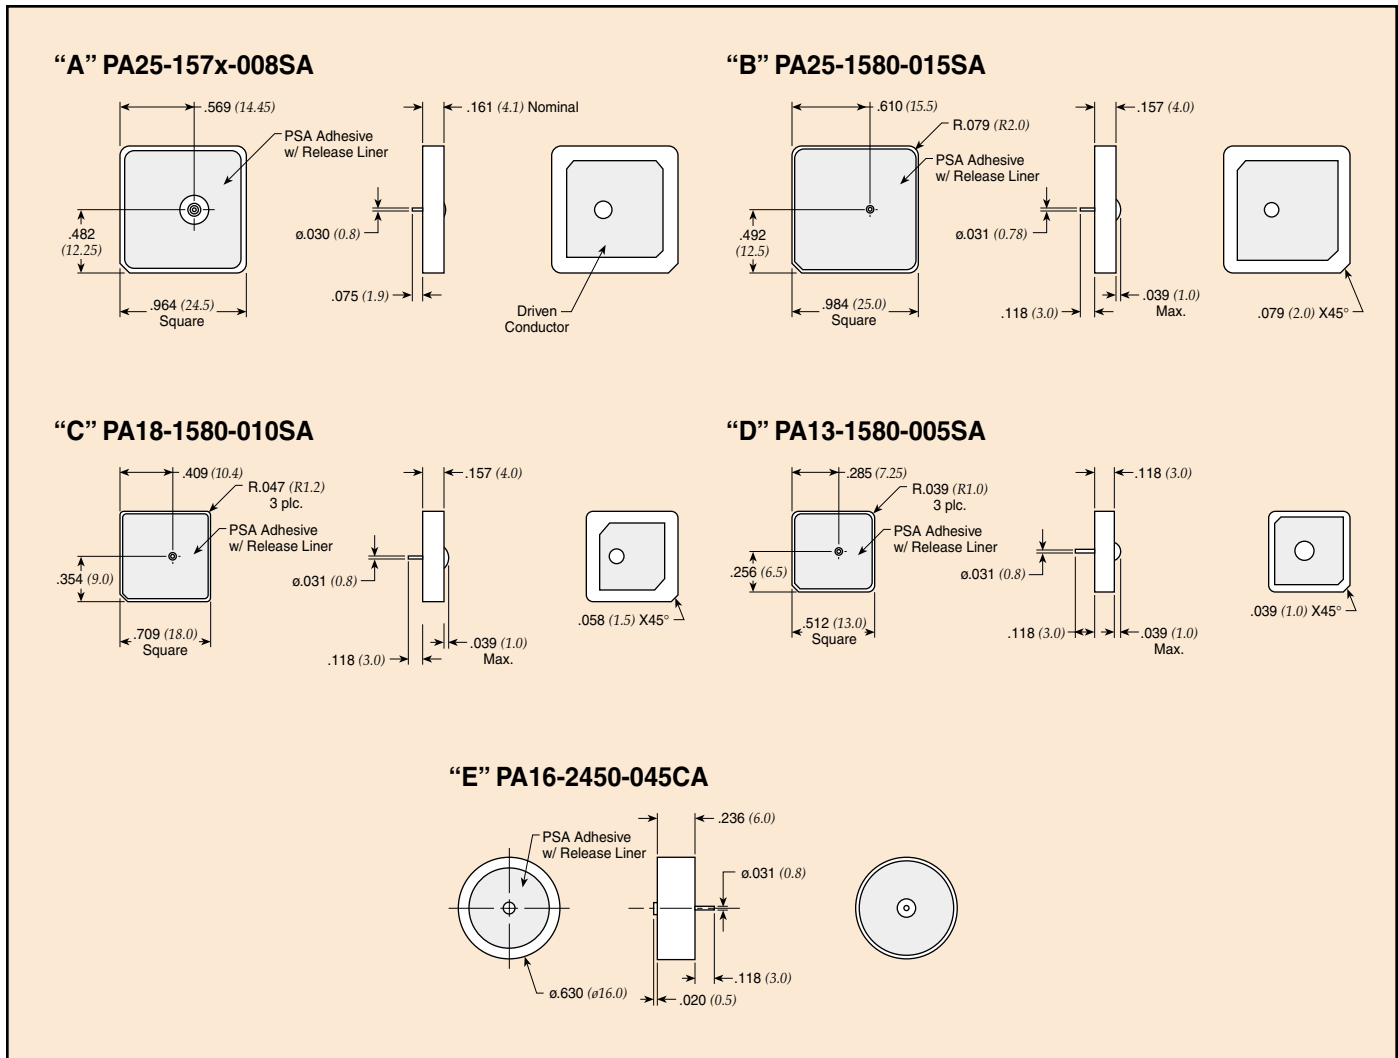 “A” PA25-157x-008SA
.569 (14.45)
.161 (4.1) Nominal
PSA Adhesive
w/ Release Liner
.482
(12.25)
ø.030 (0.8)
.075 (1.9)
.964 (24.5)
Square
Driven
Conductor
“B” PA25-1580-015SA
.610 (15.5)
.157 (4.0)
R.079 (R2.0)
PSA Adhesive
w/ Release Liner
.492
(12.5)
ø.031 (0.78)
.984 (25.0)
Square
.118 (3.0)
.039 (1.0)
Max.
.079 (2.0) X45°
“C” PA18-1580-010SA
.409 (10.4)
.157 (4.0)
R.047 (R1.2)
3 plc.
PSA Adhesive
w/ Release Liner
.354 (9.0)
ø.031 (0.8)
.709 (18.0)
Square
.118 (3.0)
.039 (1.0)
Max.
.058 (1.5) X45°
“D” PA13-1580-005SA
.285 (7.25)
.118 (3.0)
R.039 (R1.0)
3 plc.
PSA Adhesive
w/ Release Liner
.256 (6.5)
ø.031 (0.8)
.512 (13.0)
Square
.118 (3.0)
.039 (1.0)
Max.
.039 (1.0) X45°
“E” PA16-2450-045CA
.236 (6.0)
PSA Adhesive
w/ Release Liner
ø.031 (0.8)
.118 (3.0)
ø.630 (ø16.0)
.020 (0.5)